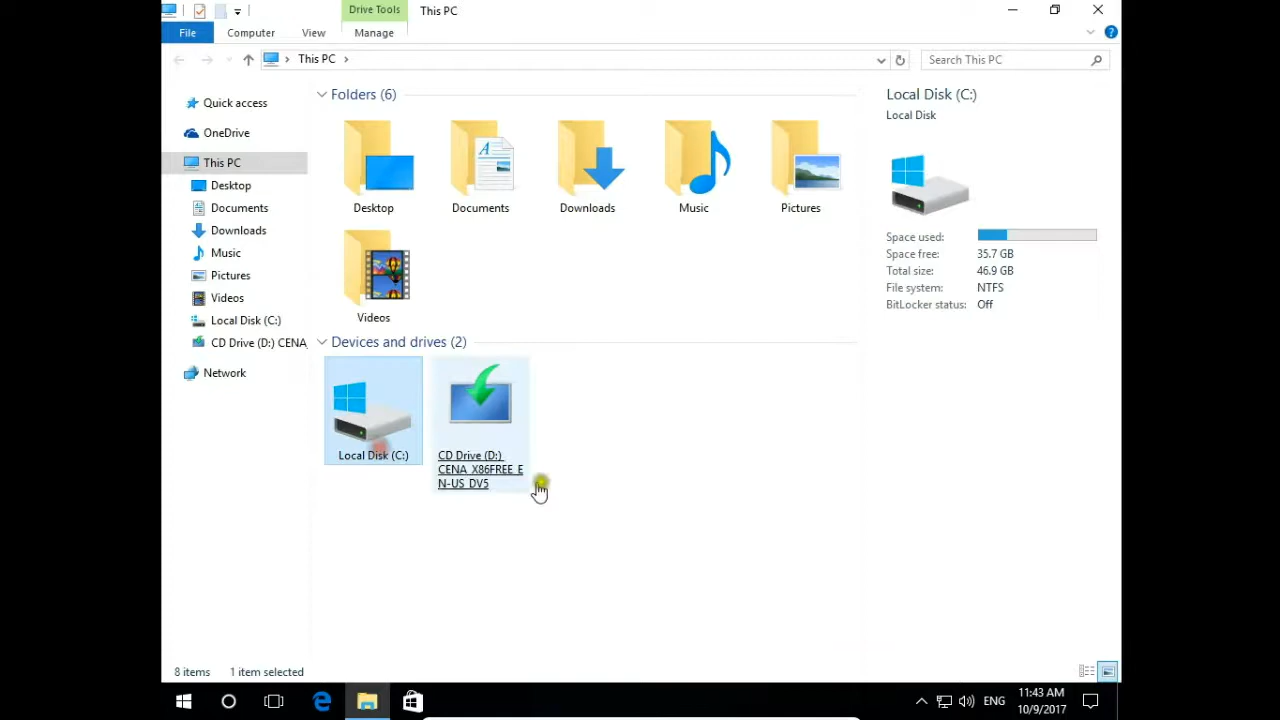 Drive Tools
This PC
File
Computer
View
Manage
This PC
Search This PC
Quick access
OneDrive
This PC
Desktop
Documents
Downloads
Music
Pictures
Videos
Local Disk (C:)
CD Drive (D:) CENA_
Network
Folders (6)
Desktop
Documents
Downloads
Music
Pictures
Videos
Devices and drives (2)
Local Disk (C:)
CD Drive (D:)
CENA_X86FREE_E
N-US_DV5
Local Disk (C:)
Local Disk
Space used:
Space free: 35.7 GB
Total size: 46.9 GB
File system: NTFS
BitLocker status: Off
8 items 1 item selected
ENG
11:43 AM
10/9/2017